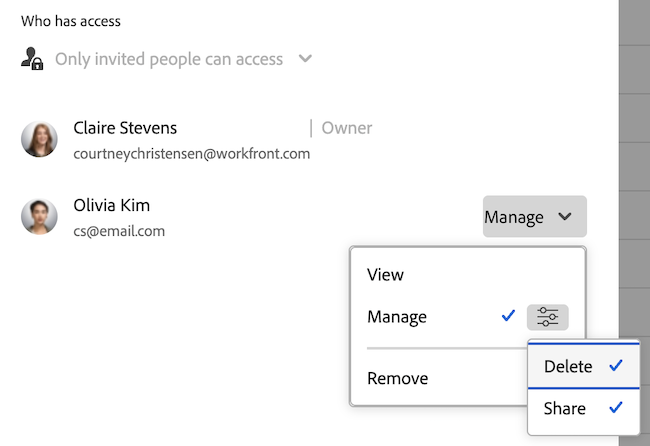 Who has access
Only invited people can access
Claire Stevens | Owner
courtneychristensen@workfront.com
Olivia Kim
cs@email.com
Manage
View
Manage
Remove
Delete
Share